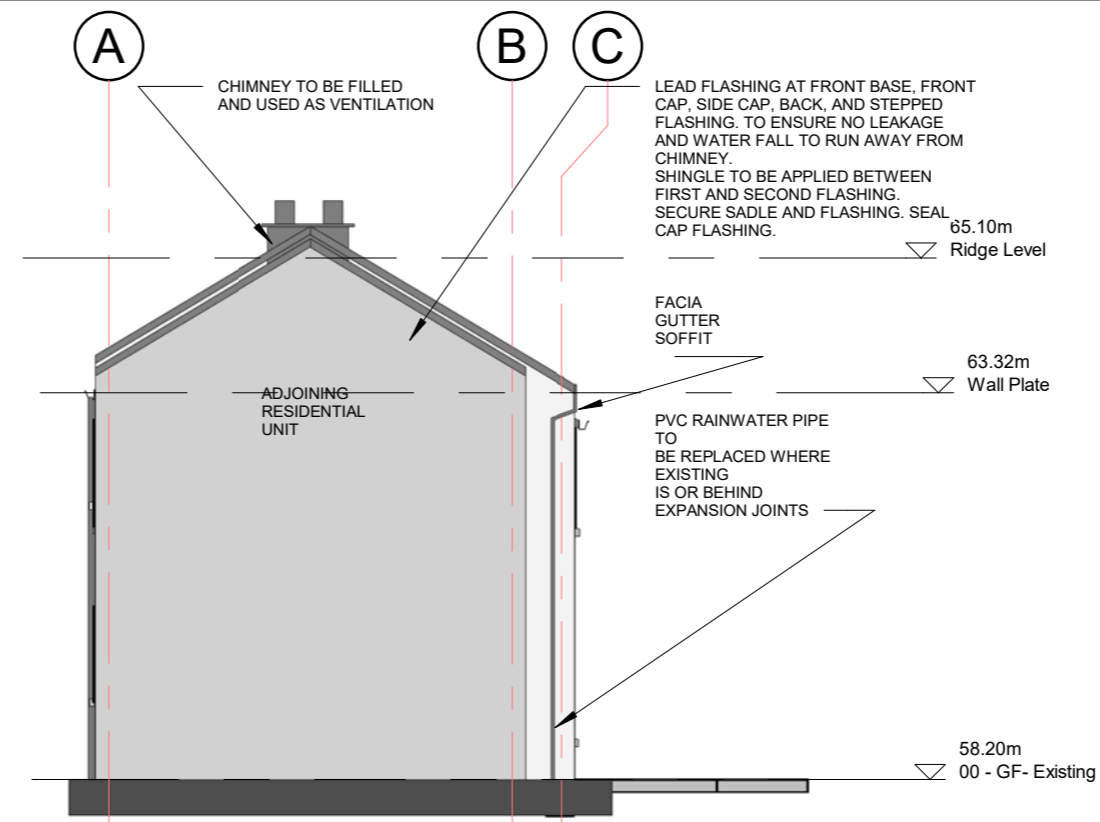 A
B
C
CHIMNEY TO BE FILLED
AND USED AS VENTILATION
LEAD FLASHING AT FRONT BASE, FRONT
CAP, SIDE CAP, BACK, AND STEPPED
FLASHING. TO ENSURE NO LEAKAGE
AND WATER FALL TO RUN AWAY FROM
CHIMNEY.
SHINGLE TO BE APPLIED BETWEEN
FIRST AND SECOND FLASHING.
SECURE SADLE AND FLASHING. SEAL
CAP FLASHING.
65.10m
Ridge Level
FACIA
GUTTER
SOFFIT
63.32m
Wall Plate
ADJOINING
RESIDENTIAL
UNIT
PVC RAINWATER PIPE
TO
BE REPLACED WHERE
EXISTING
IS OR BEHIND
EXPANSION JOINTS
58.20m
00 - GF- Existing